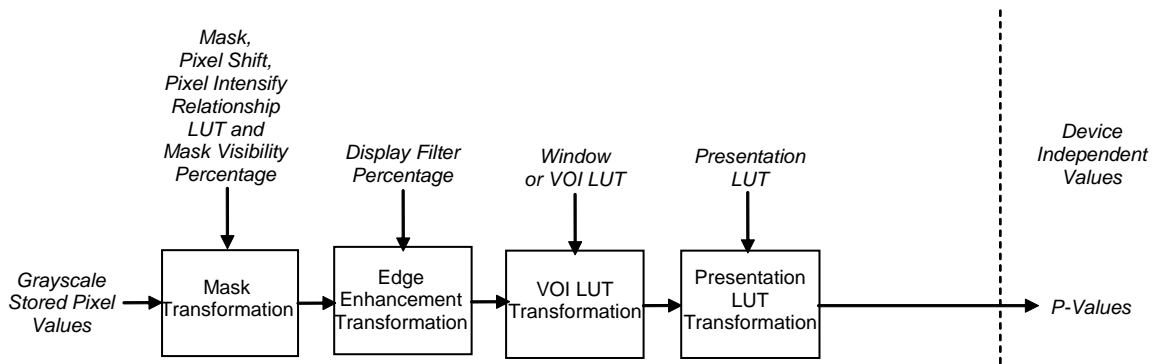 Mask,
Pixel Shift,
Pixel Intensify
Relationship
LUT and
Mask Visibility
Percentage
Display Filter
Percentage
Window
or VOI LUT
Presentation
LUT
Device
Independent
Values
Grayscale
Stored Pixel
Values
Mask
Transformation
Edge
Enhancement
Transformation
VOI LUT
Transformation
Presentation
LUT
Transformation
P-Values